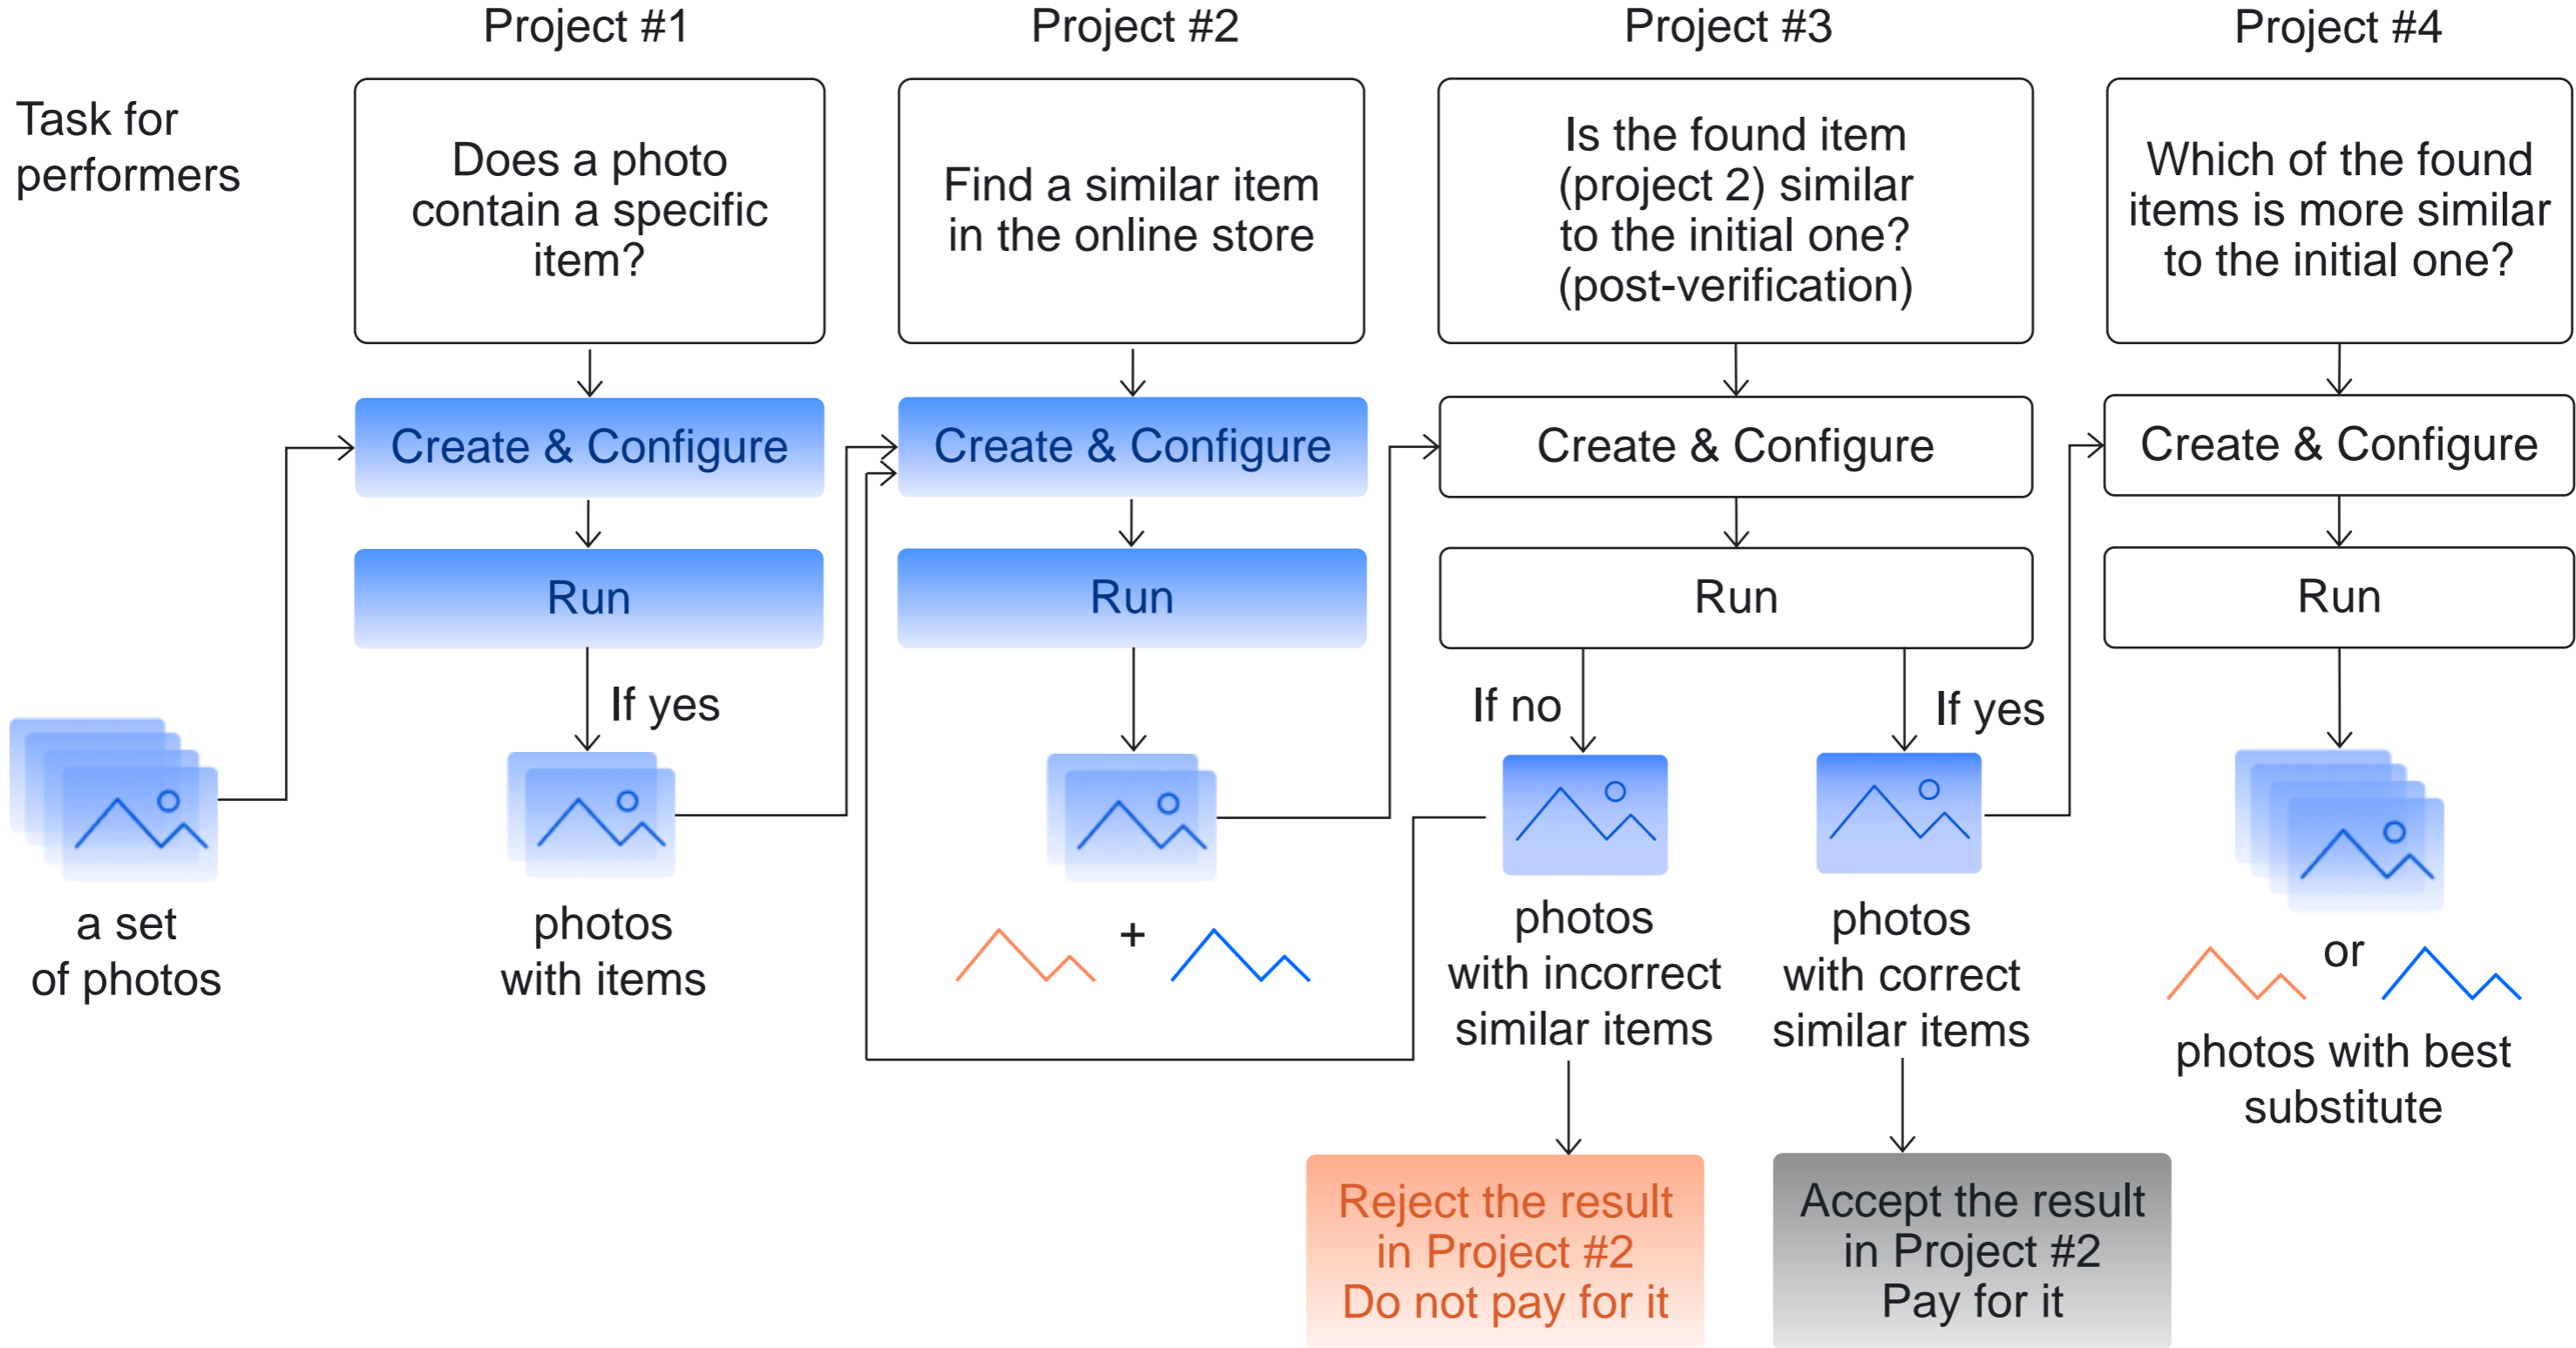 Project #1
Project #2
Project #3
Project #4
Task for
performers
Does a photo
contain a specific
item?
Find a similar item
in the online store
Is the found item
(project 2) similar
to the initial one?
(post-verification)
Which of the found
items is more similar
to the initial one?
Create & Configure
Create & Configure
Create & Configure
Create & Configure
Run
Run
Run
Run
If yes
If no
If yes
a set
of photos
photos
with items
+
photos
with incorrect
similar items
photos
with correct
similar items
or
photos with best
substitute
Reject the result
in Project #2
Do not pay for it
Accept the result
in Project #2
Pay for it